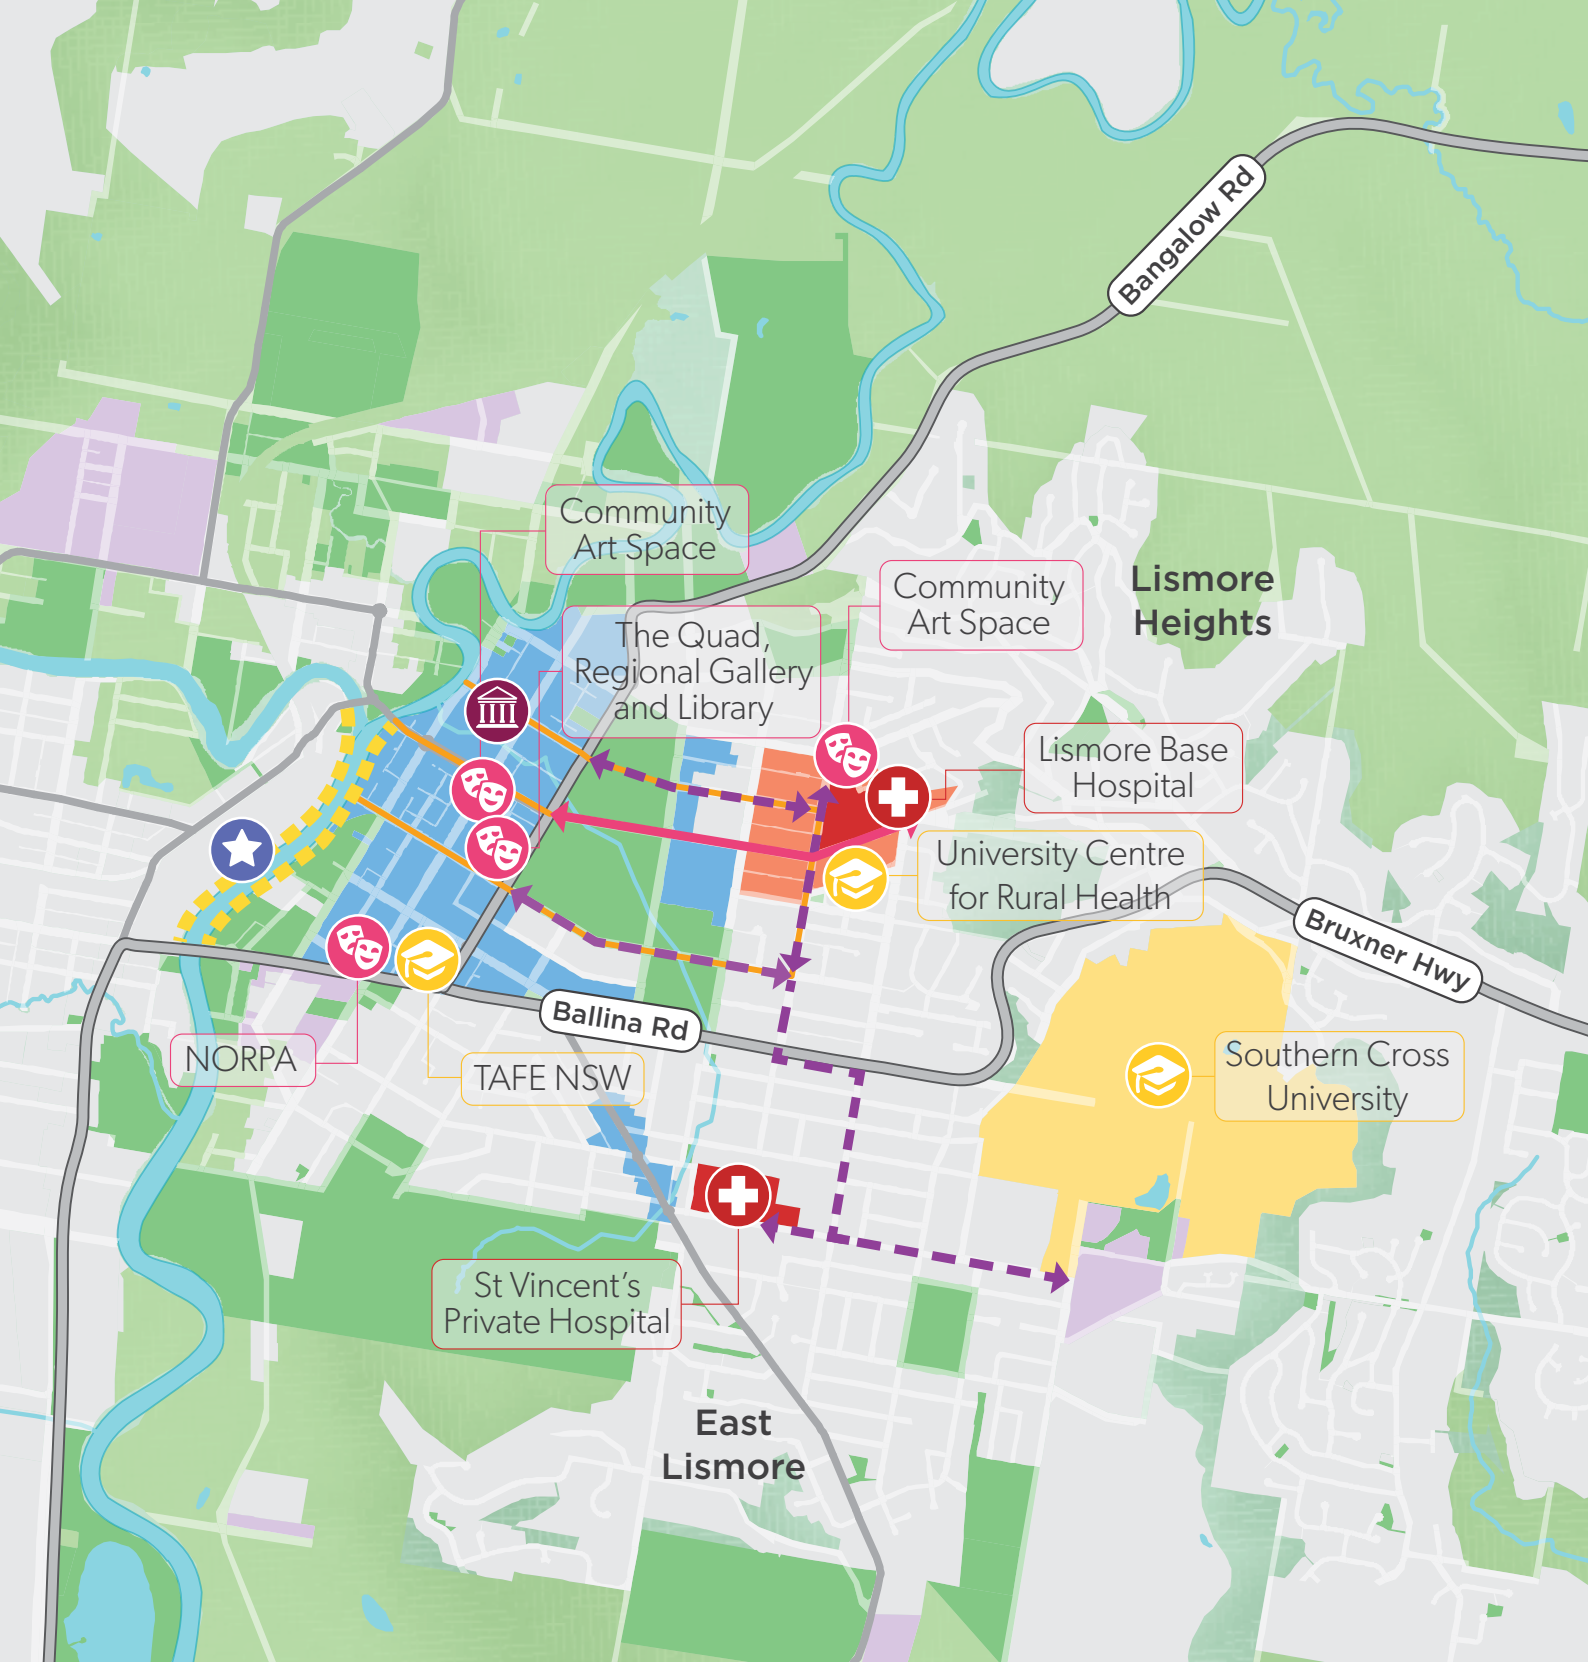 Bangalow Rd
Community
Art Space
Community
Art Space
Lismore
Heights
The Quad,
Regional Gallery
and Library
Lismore Base
Hospital
University Centre
for Rural Health
Bruxner Hwy
Ballina Rd
NORPA
TAFE NSW
Southern Cross
University
St Vincent's
Private Hospital
East
Lismore